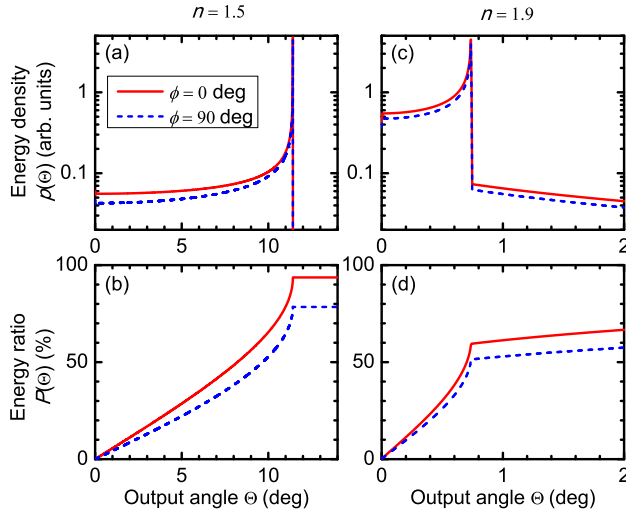 n = 1.5
n = 1.9
(a)
(c)
ϕ = 0 deg
ϕ = 90 deg
Energy density
p(Θ) (arb. units)
1
0.1
0
5
10
1
0.1
0
1
2
(b)
(d)
Energy ratio
P(Θ) (%)
100
50
0
0
5
10
Output angle Θ (deg)
100
50
0
0
1
2
Output angle Θ (deg)